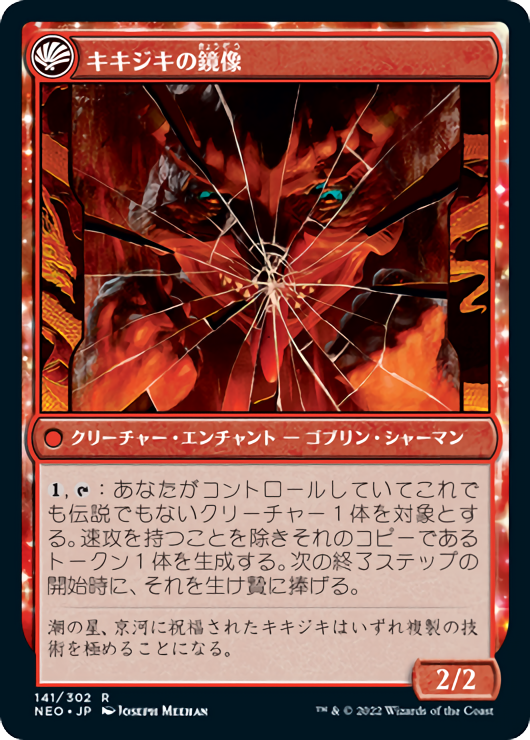 きょうぞう
キキジキの鏡像
クリーチャー・エンチャント — ゴブリン・シャーマン
1, : あなたがコントロールしていてこれで
も伝説でもないクリーチャー1体を対象とす
る。速攻を持つことを除きそれのコピーである
トークン1体を生成する。次の終了ステップの
開始時に、それを生け贄に捧げる。
潮の星、京河に祝福されたキキジキはいずれ複製の技
術を極めることになる。
2/2
141/302 R
NEO • JP Joseph Meehan
™ & © 2022 Wizards of the Coast